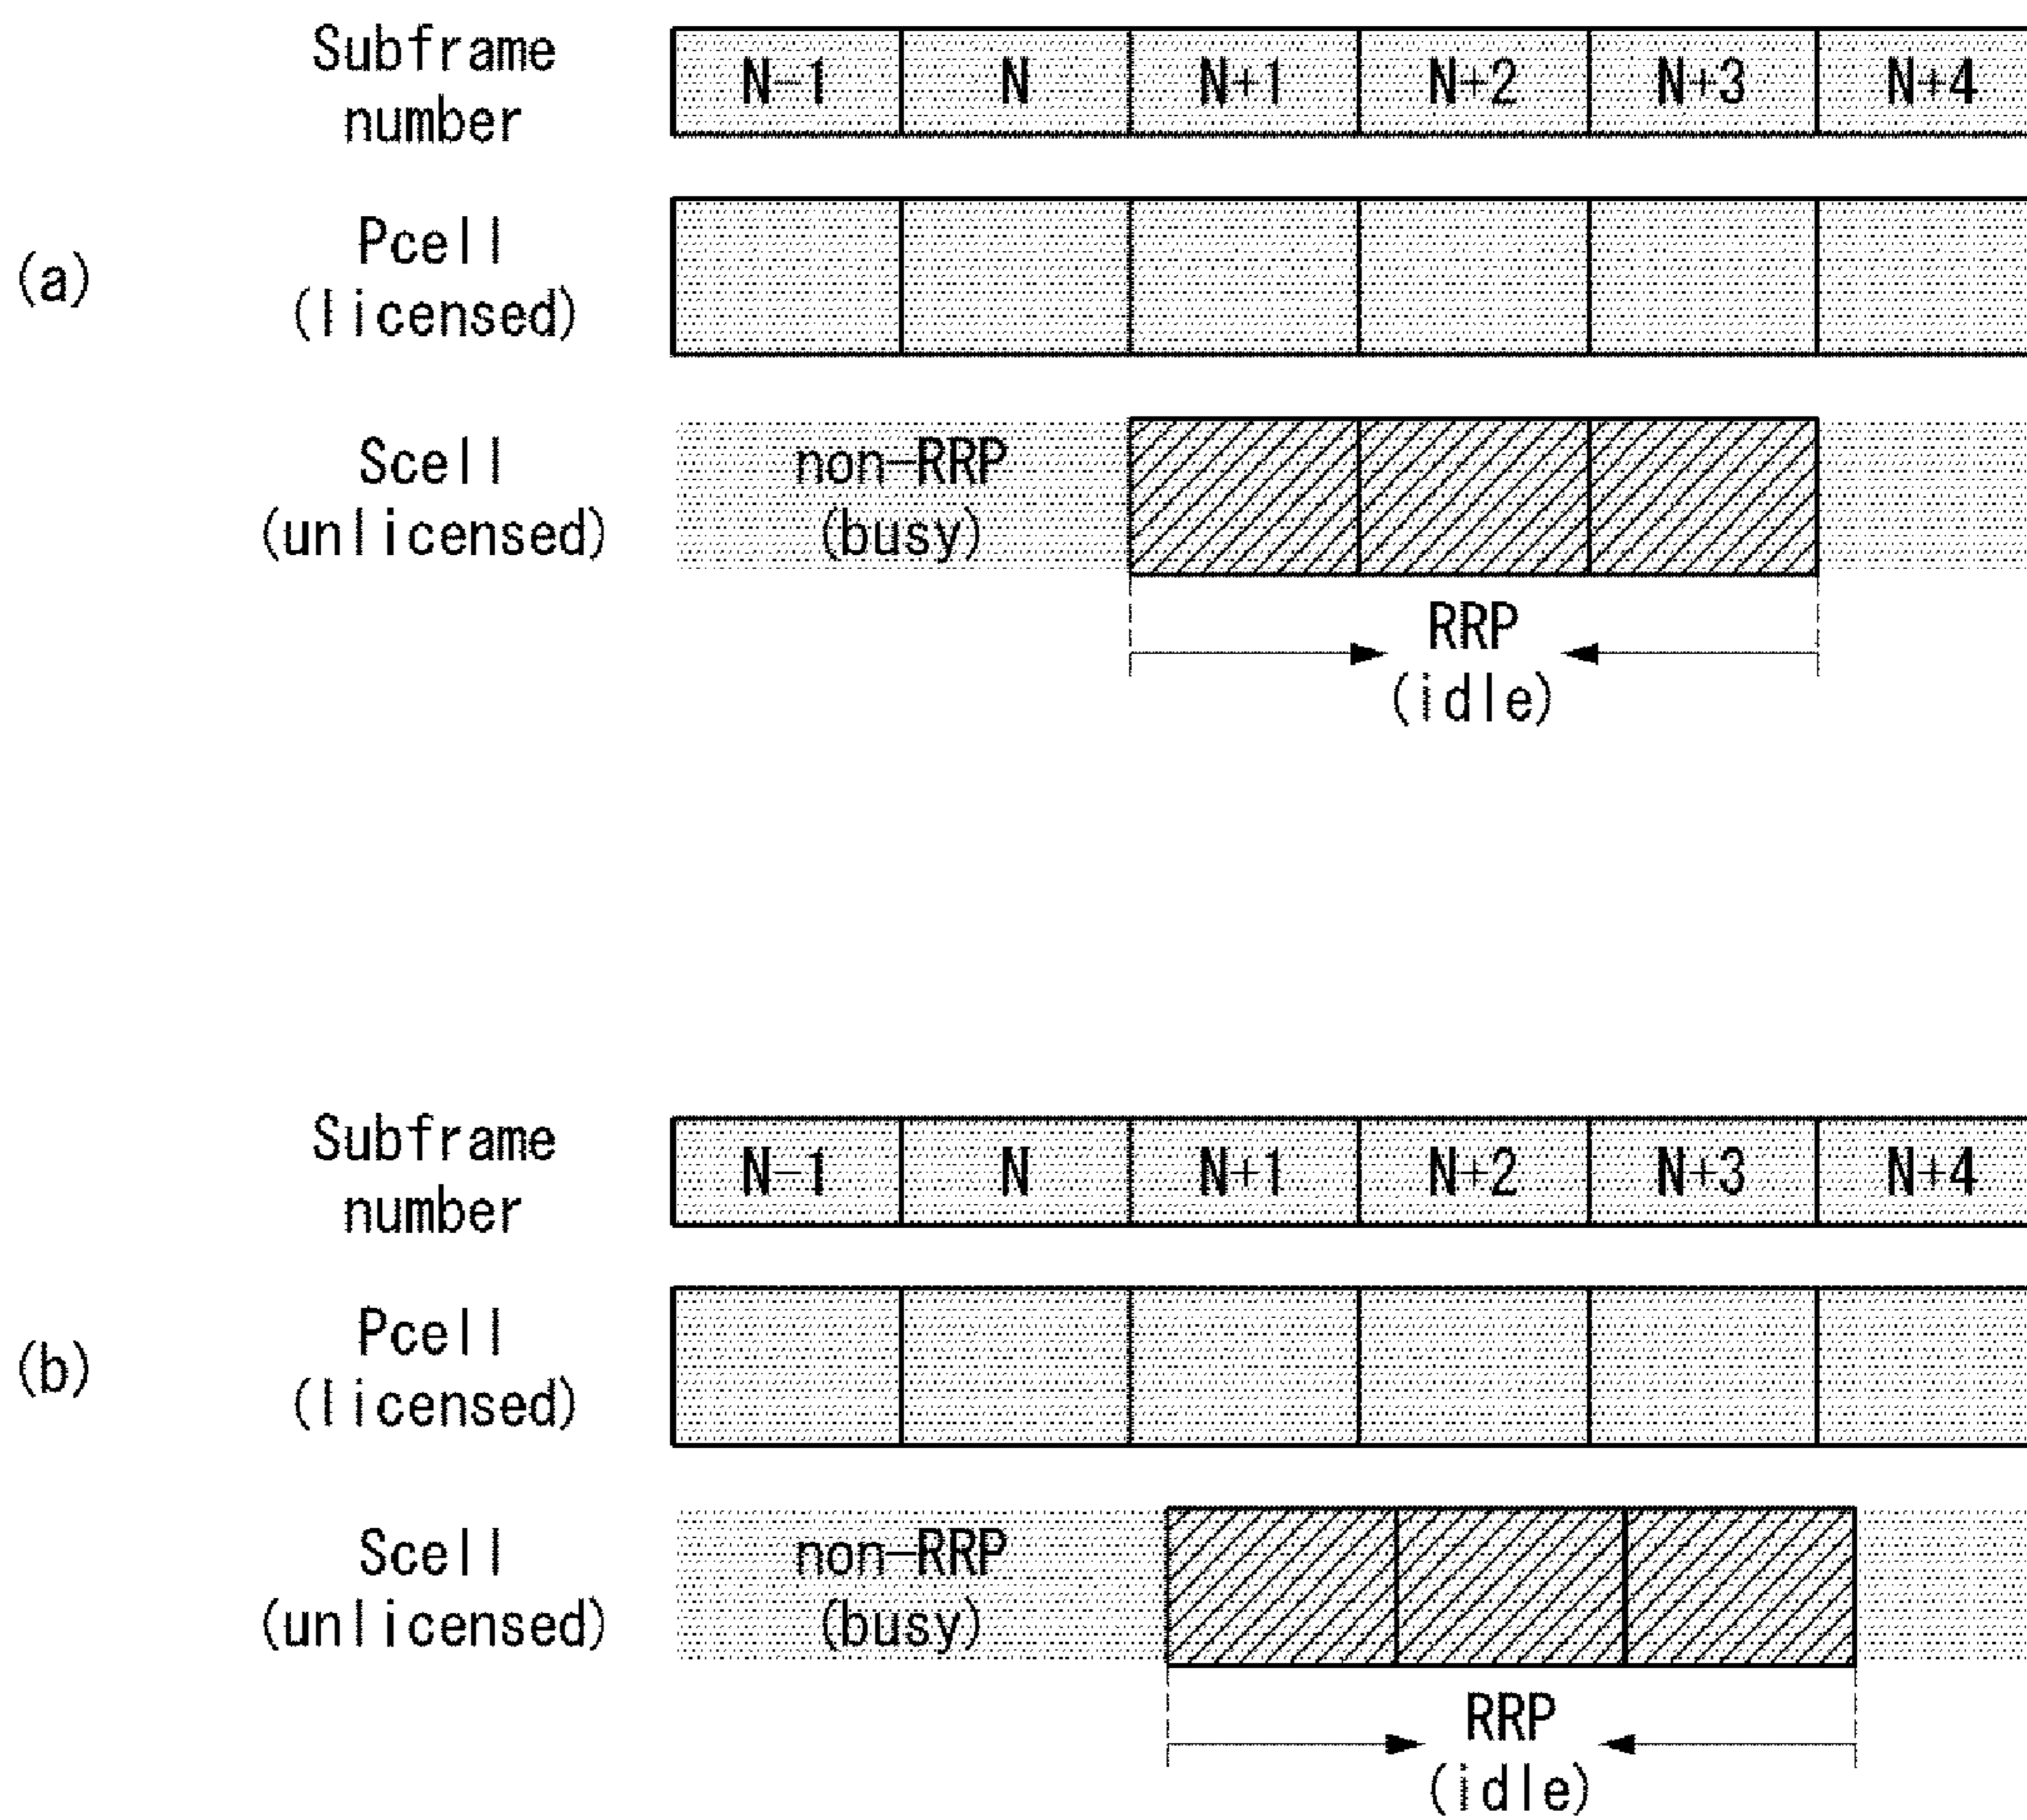 Subframe
number
N-1 N N+1 N+2 N+3 N+4
(a)
Pcell
(licensed)
Scell
(unlicensed)
non-RRP
(busy)
RRP
(idle)
Subframe
number
N-1 N N+1 N+2 N+3 N+4
(b)
Pcell
(licensed)
Scell
(unlicensed)
non-RRP
(busy)
RRP
(idle)